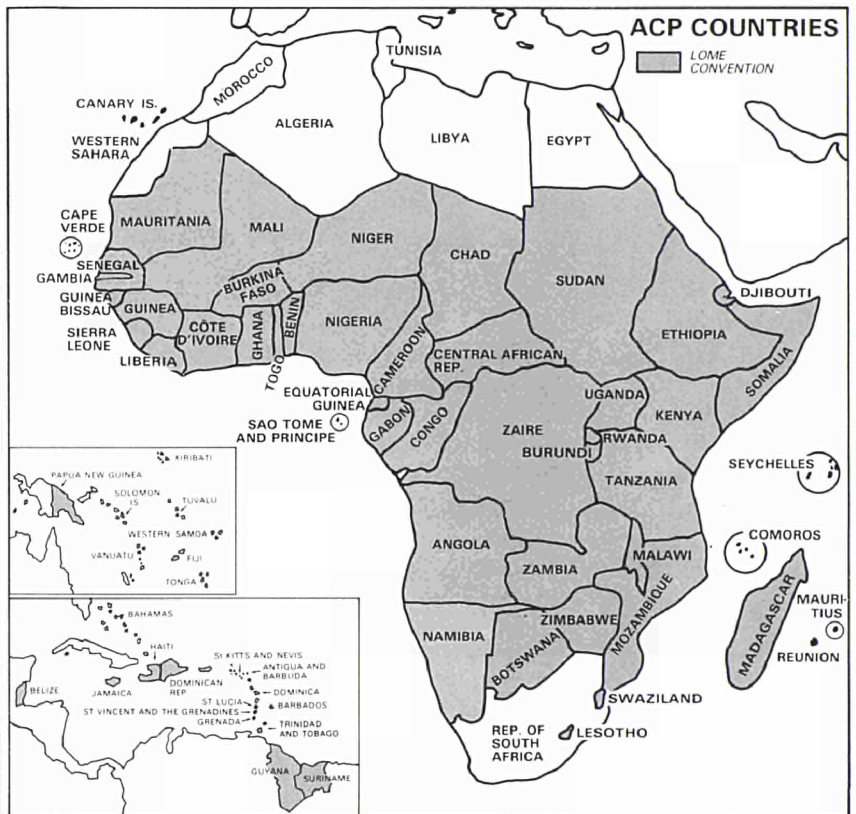 ACP COUNTRIES
LOME
CONVENTION
TUNISIA
MOROCCO
CANARY IS.
ALGERIA
LIBYA
EGYPT
WESTERN
SAHARA
CAPE
VERDE
MAURITANIA
MALI
NIGER
CHAD
SUDAN
SENEGAL
GAMBIA
GUINEA
BISSAU
GUINEA
BURKINA
FASO
DJIBOUTI
SIERRA
LEONE
CÔTE
D'IVOIRE
GHANA
TOGO
BENIN
NIGERIA
CAMEROON
CENTRAL AFRICAN
REP.
ETHIOPIA
SOMALIA
LIBERIA
EQUATORIAL
GUINEA
SAO TOME
AND PRINCIPE
GABON
CONGO
ZAIRE
UGANDA
KENYA
RWANDA
BURUNDI
TANZANIA
SEYCHELLES
COMOROS
ANGOLA
ZAMBIA
MALAWI
MOZAMBIQUE
MADAGASCAR
MAURI-
TIUS
REUNION
NAMIBIA
BOTSWANA
ZIMBABWE
SWAZILAND
REP. OF
SOUTH
AFRICA
LESOTHO
KIRIBATI
PAPUA NEW GUINEA
SOLOMON
IS.
TUVALU
WESTERN SAMOA
VANUATU
FIJI
TONGA
BAHAMAS
HAITI
St KITTS AND NEVIS
ANTIGUA AND
BARBUDA
BELIZE
JAMAICA
DOMINICAN
REP
DOMINICA
ST LUCIA
BARBADOS
ST VINCENT AND THE GRENADINES
GRENADA
TRINIDAD
AND TOBAGO
GUYANA
SURINAME